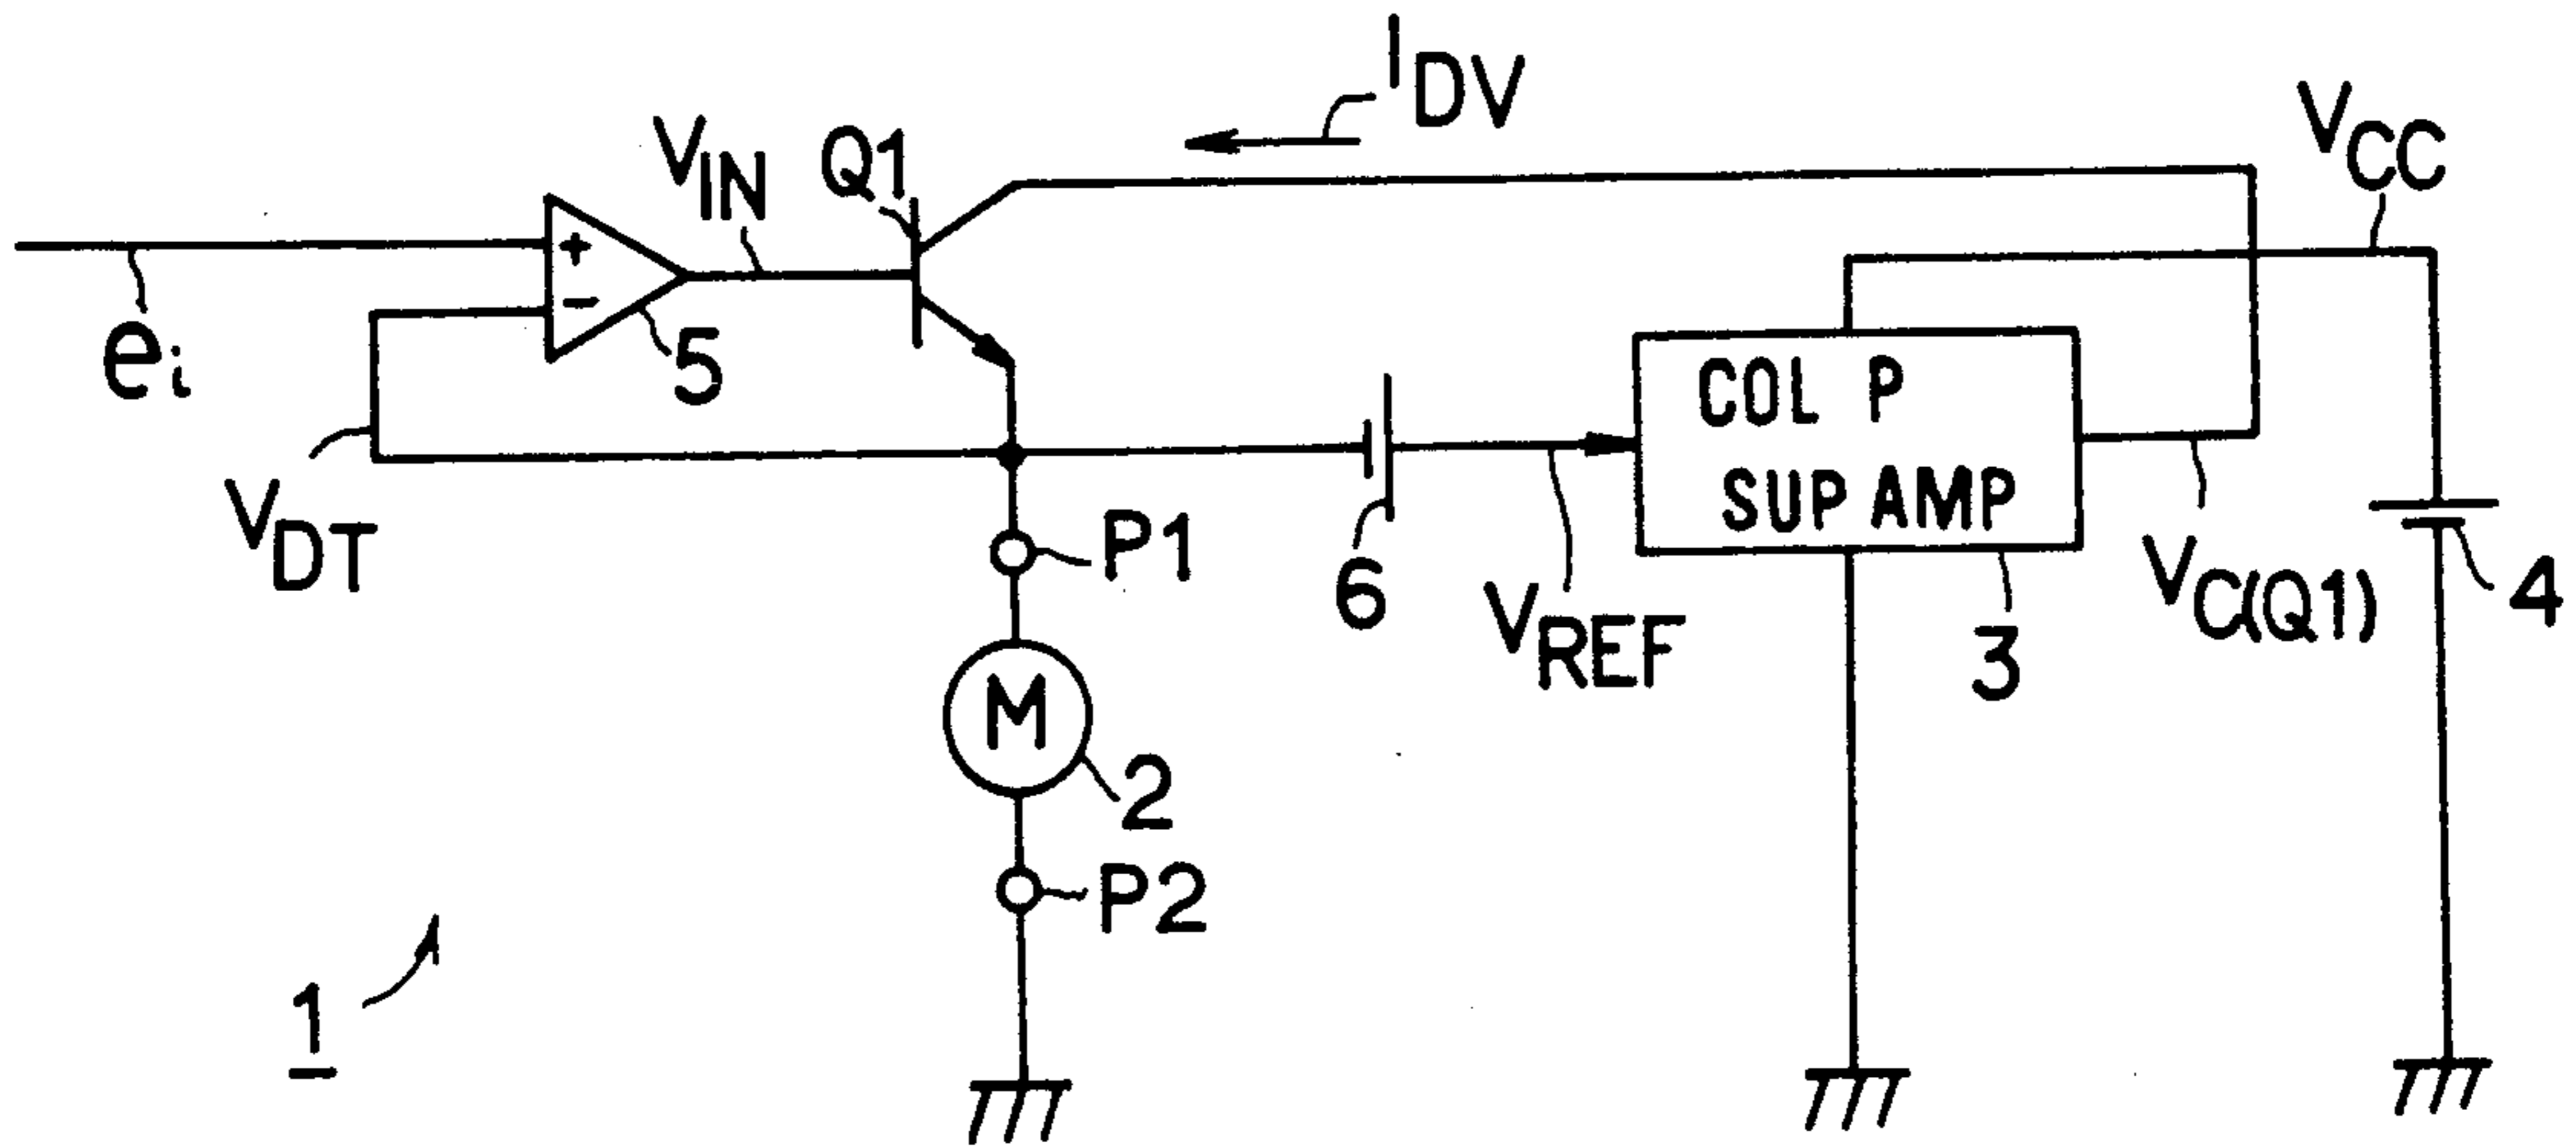 IDV
VCC
VIN
Q1
+
−
ei
5
COL P
SUP AMP
VDT
P1
6
VREF
VC(Q1)
4
3
M
2
P2
1